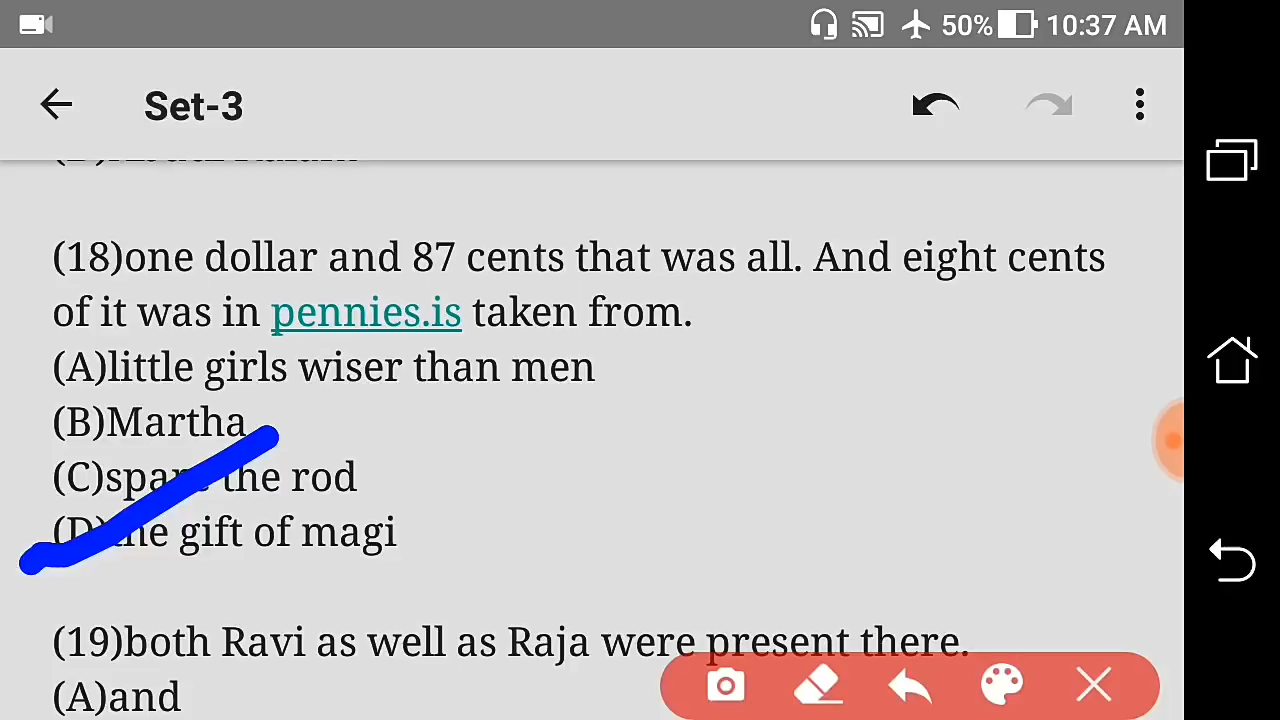 50% 10:37 AM
Set-3
(18)one dollar and 87 cents that was all. And eight cents
of it was in pennies.is taken from.
(A)little girls wiser than men
(B)Martha
(C)spare the rod
(D)the gift of magi
(19)both Ravi as well as Raja were present there.
(A)and